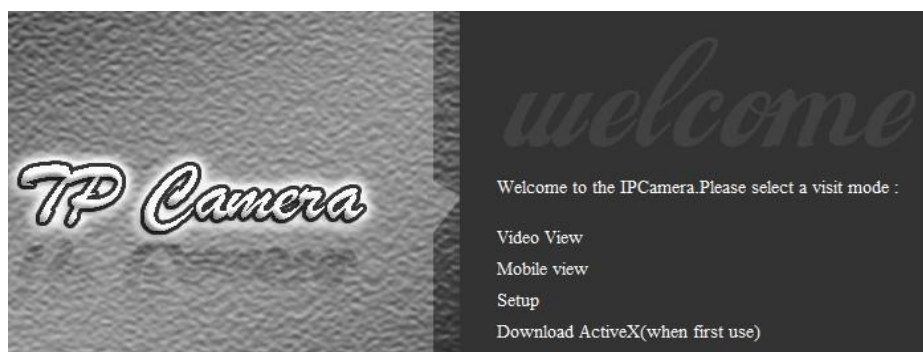 IP Camera
welcome
Welcome to the IPCamera.Please select a visit mode :
Video View
Mobile view
Setup
Download ActiveX(when first use)